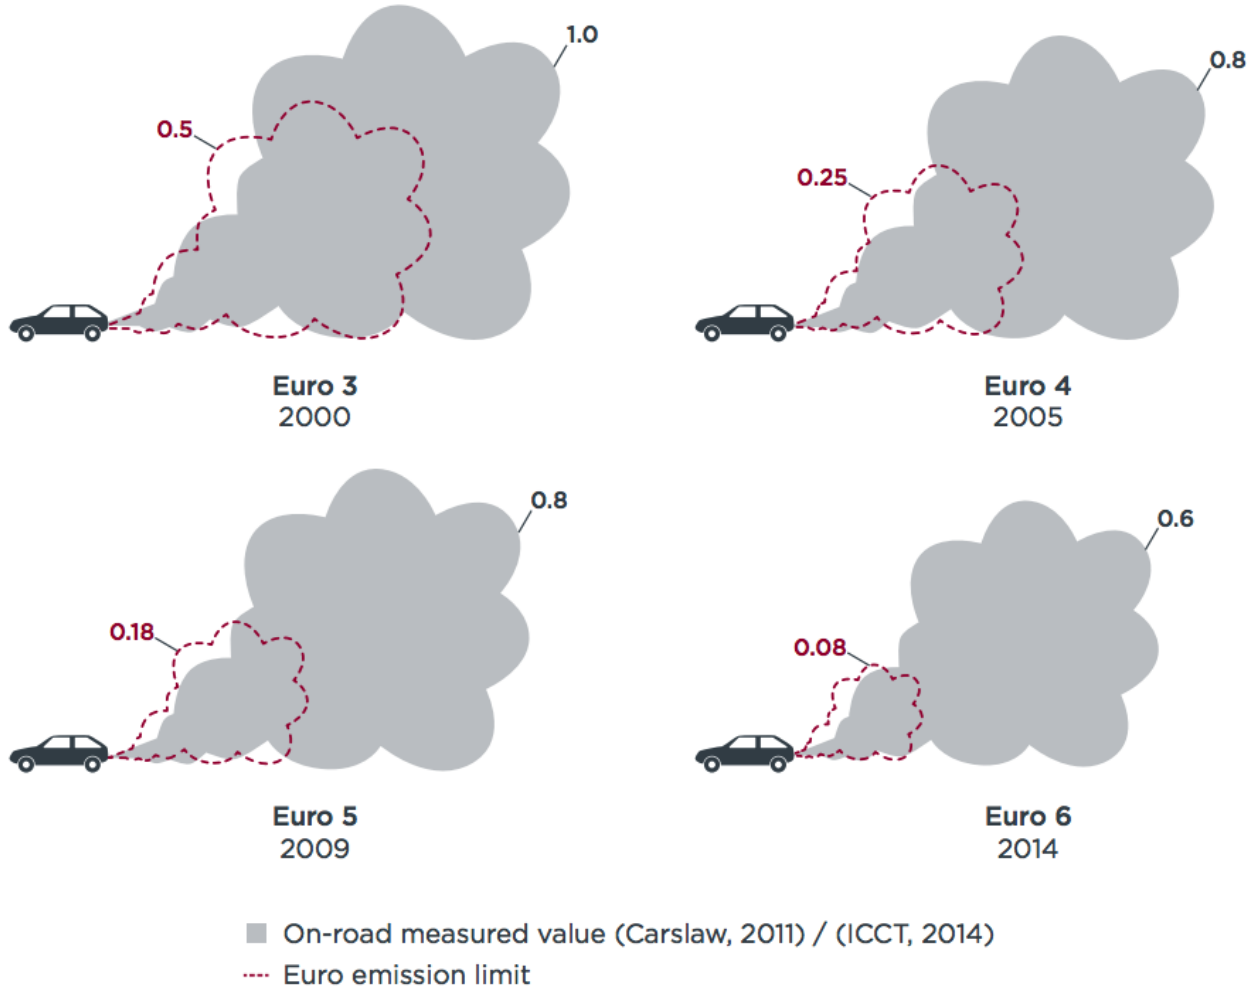 1.0
0.5
Euro 3
2000
0.8
0.25
Euro 4
2005
0.8
0.18
Euro 5
2009
0.6
0.08
Euro 6
2014
On-road measured value (Carslaw, 2011) / (ICCT, 2014)
Euro emission limit